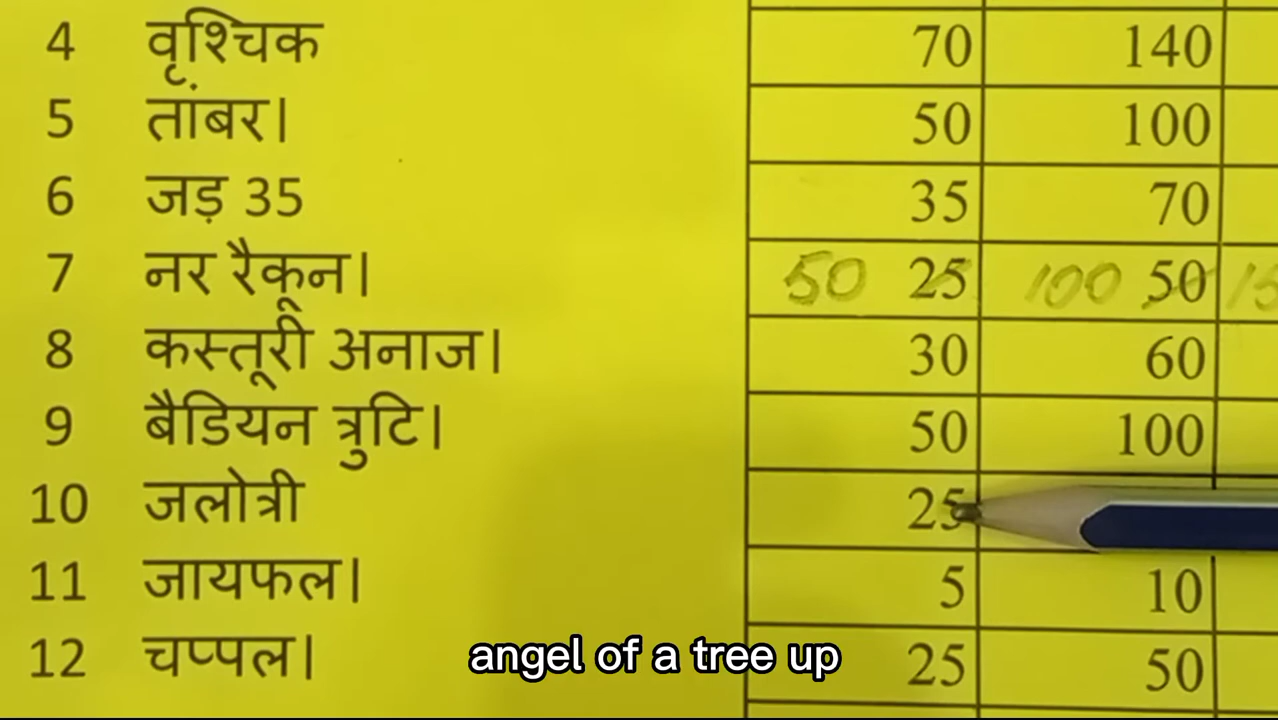 4 वृश्चिक 70 140
5 तांबर। 50 100
6 जड़ 35 35 70
7 नर रैकून। 50 25 100 50 15
8 कस्तूरी अनाज। 30 60
9 बैडियन त्रुटि। 50 100
10 जलोत्री 25
11 जायफल। 5 10
12 चप्पल। 25 50
angel of a tree up